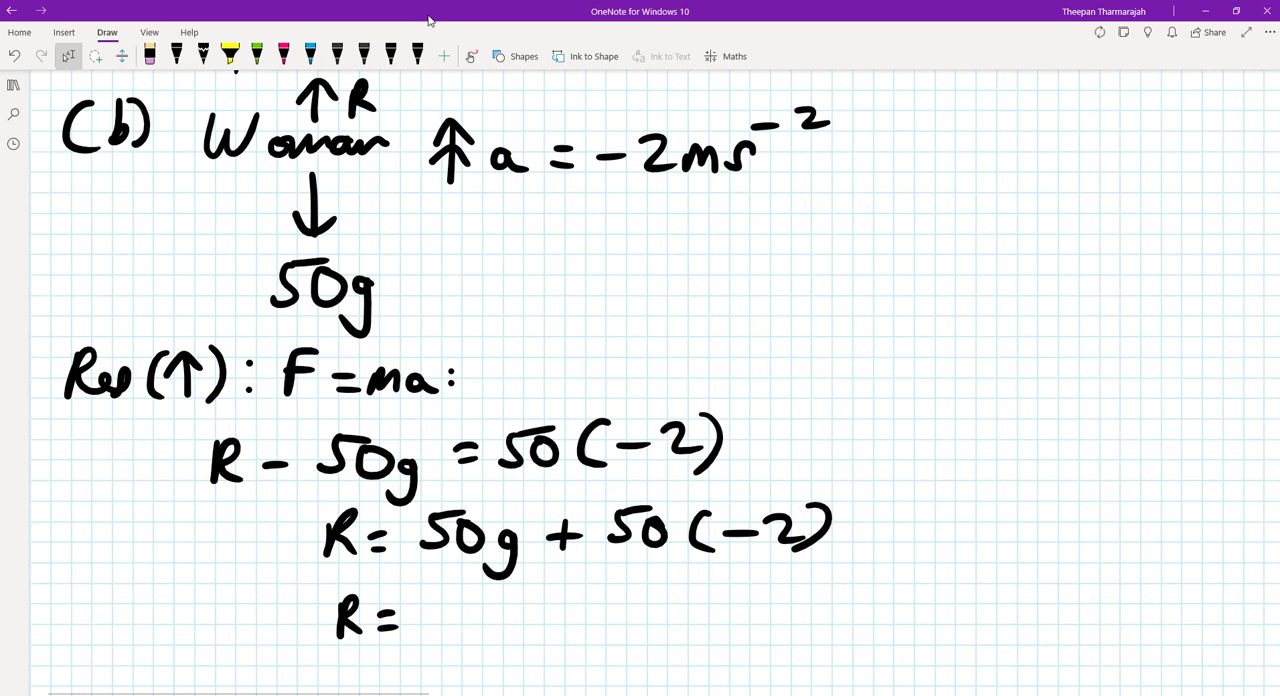 OneNote for Windows 10
Theepan Tharmarajah
Home Insert Draw View Help
Share
Shapes Ink to Shape Ink to Text Maths
↑ R
(b) Woman ↑ a = -2ms⁻²
↓
50g
Res (↑): F = ma:
R - 50g = 50(-2)
R = 50g + 50(-2)
R =